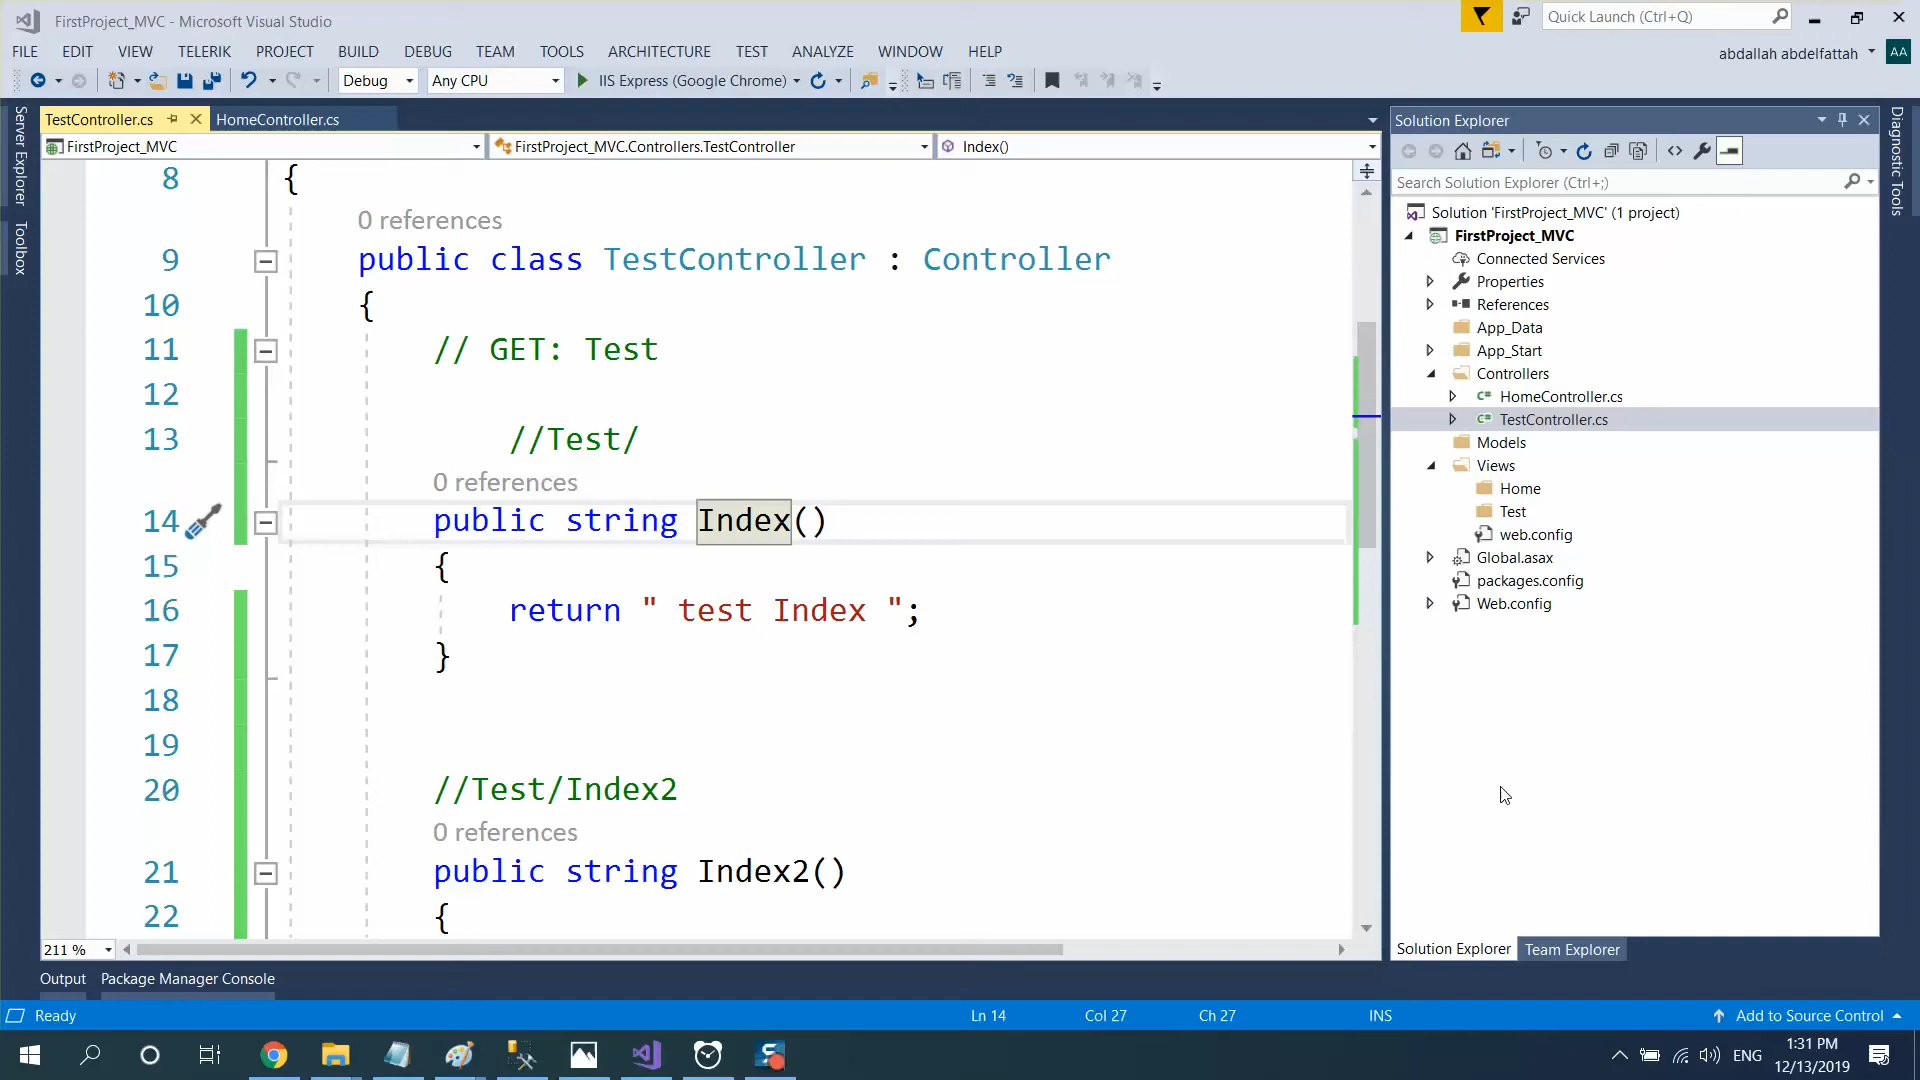 FirstProject_MVC - Microsoft Visual Studio
Quick Launch (Ctrl+Q)
FILE EDIT VIEW TELERIK PROJECT BUILD DEBUG TEAM TOOLS ARCHITECTURE TEST ANALYZE WINDOW HELP
abdallah abdelfattah AA
Debug Any CPU IIS Express (Google Chrome)
Server Explorer
Toolbox
TestController.cs HomeController.cs
FirstProject_MVC FirstProject_MVC.Controllers.TestController Index()
8 {
0 references
9 public class TestController : Controller
10 {
11 // GET: Test
12
13 //Test/
0 references
14 public string Index()
15 {
16 return " test Index ";
17 }
18
19
20 //Test/Index2
0 references
21 public string Index2()
22 {
211 %
Solution Explorer
Search Solution Explorer (Ctrl+;)
Solution 'FirstProject_MVC' (1 project)
FirstProject_MVC
Connected Services
Properties
References
App_Data
App_Start
Controllers
C# HomeController.cs
C# TestController.cs
Models
Views
Home
Test
web.config
Global.asax
packages.config
Web.config
Solution Explorer Team Explorer
Diagnostic Tools
Output Package Manager Console
Ready Ln 14 Col 27 Ch 27 INS Add to Source Control
ENG 1:31 PM
12/13/2019